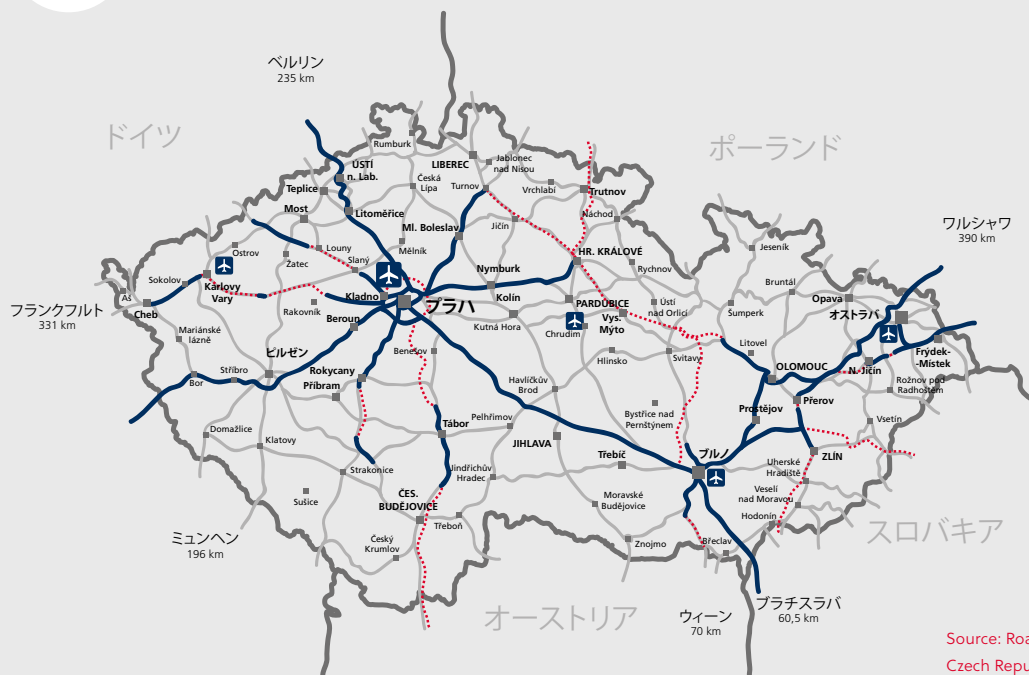 ベルリン
235 km
ドイツ
ポーランド
ワルシャワ
390 km
フランクフルト
331 km
ミュンヘン
196 km
オーストリア
ウィーン
70 km
ブラチスラバ
60,5 km
スロバキア
Rumburk
ÚSTÍ
n. Lab.
LIBEREC
Jablonec
nad Nisou
Teplice
Česká
Lípa
Turnov
Vrchlabí
Trutnov
Most
Litoměřice
Ml. Boleslav
Jičín
Náchod
Jeseník
Ostrov
Louny
Mělník
HR. KRÁLOVÉ
Žatec
Slaný
Sokolov
Karlovy
Vary
Nymburk
Rychnov
Bruntál
Aš
Cheb
Kladno
プラハ
Kolín
PARDUBICE
Ústí
nad Orlicí
Šumperk
Opava
オストラバ
Rakovník
Beroun
Kutná Hora
Chrudim
Vys.
Mýto
Mariánské
lázně
ピルゼン
Benešov
Hlinsko
Svitavy
Litovel
Frýdek-
-Místek
Bor
Stříbro
Rokycany
Příbram
Havlíčkův
Brod
OLOMOUC
N. Jičín
Rožnov pod
Radhoštěm
Pelhřimov
Bystřice nad
Pernštýnem
Prostějov
Přerov
Vsetín
Domažlice
Klatovy
Tábor
JIHLAVA
Třebíč
ブルノ
ZLÍN
Strakonice
Jindřichův
Hradec
Uherské
Hradiště
Sušice
ČES.
BUDĚJOVICE
Moravské
Budějovice
Veselí
nad Moravou
Třeboň
Hodonín
Český
Krumlov
Znojmo
Břeclav
Source: Roa
Czech Repu